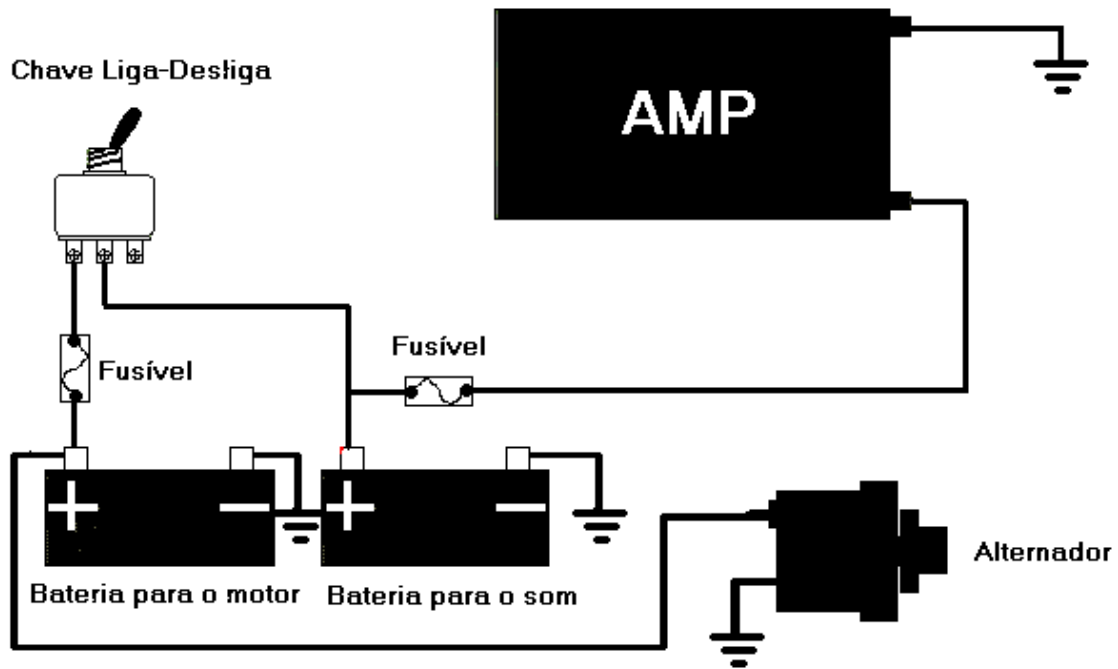 Chave Liga-Desliga
AMP
Fusível
Fusível
+ − + −
Bateria para o motor
Bateria para o som
Alternador